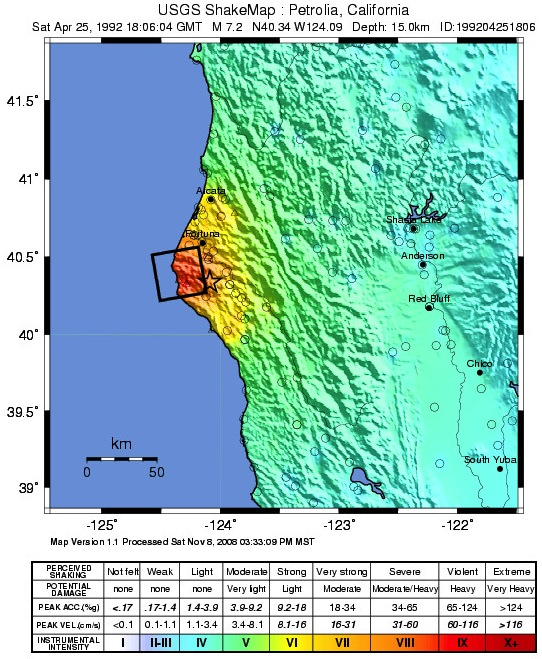 USGS ShakeMap : Petrolia, California
Sat Apr 25, 1992 18:06:04 GMT M 7.2 N40.34 W124.09 Depth: 15.0km ID:199204251806
41.5°
41°
40.5°
40°
39.5°
39°
Arcata
Fortuna
Shasta Lake
Anderson
Red Bluff
Chico
South Yuba
km
0 50
-125° -124° -123° -122°
Map Version 1.1 Processed Sat Nov 8, 2008 03:33:09 PM MST
PERCEIVED SHAKING Not felt Weak Light Moderate Strong Very strong Severe Violent Extreme
POTENTIAL DAMAGE none none none Very light Light Moderate Moderate/Heavy Heavy Very Heavy
PEAK ACC.(%g) <.17 .17-1.4 1.4-3.9 3.9-9.2 9.2-18 18-34 34-65 65-124 >124
PEAK VEL.(cm/s) <0.1 0.1-1.1 1.1-3.4 3.4-8.1 8.1-16 16-31 31-60 60-116 >116
INSTRUMENTAL INTENSITY I II-III IV V VI VII VIII IX X+